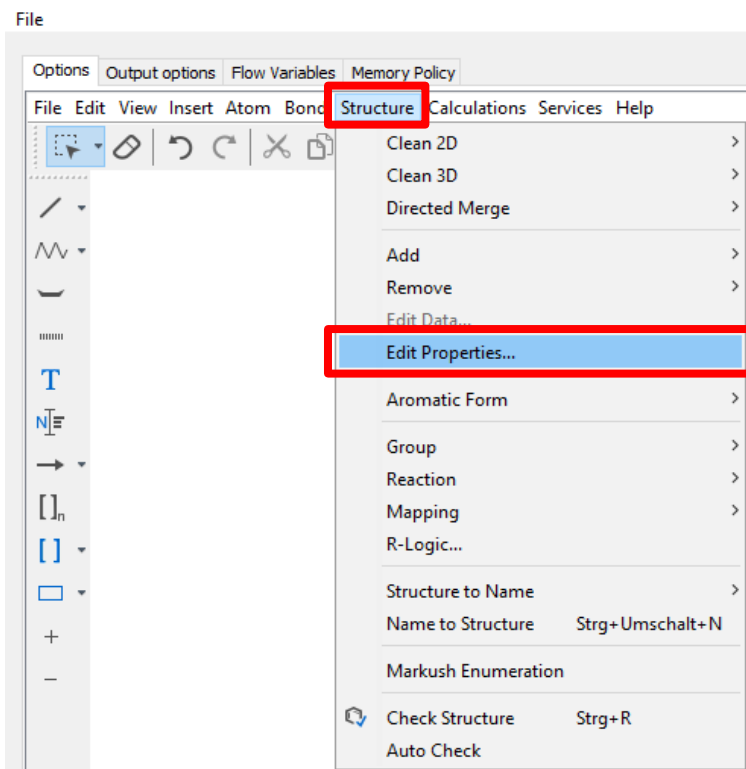 File
Options Output options Flow Variables Memory Policy
File Edit View Insert Atom Bond Structure Calculations Services Help
Clean 2D
Clean 3D
Directed Merge
Add
Remove
Edit Data...
Edit Properties...
T
N
Aromatic Form
Group
Reaction
[ ]n
Mapping
[ ]
R-Logic...
Structure to Name
Name to Structure Strg+Umschalt+N
+
Markush Enumeration
−
Check Structure Strg+R
Auto Check